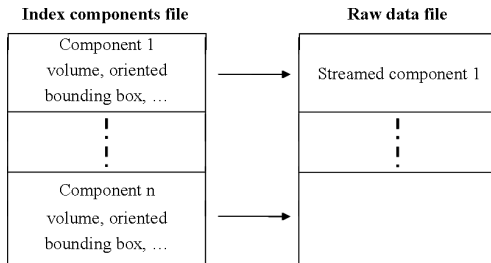 Index components file
Raw data file
Component 1
volume, oriented
bounding box, ...
Streamed component 1
Component n
volume, oriented
bounding box, ...